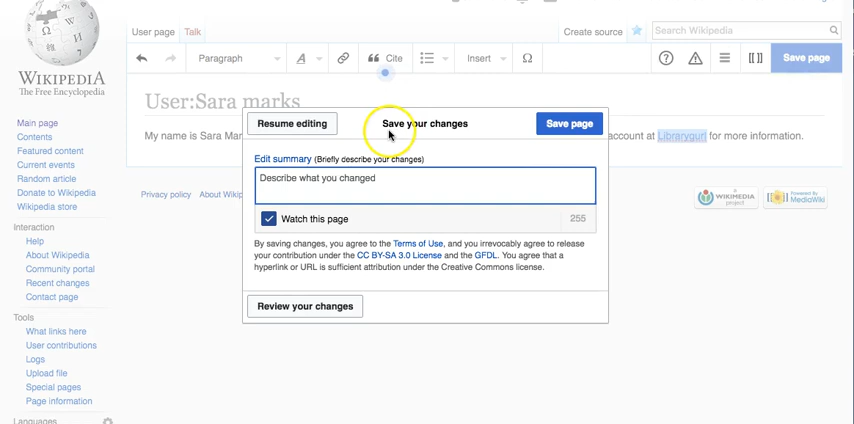 WIKIPEDIA
The Free Encyclopedia
Main page
Contents
Featured content
Current events
Random article
Donate to Wikipedia
Wikipedia store
Interaction
Help
About Wikipedia
Community portal
Recent changes
Contact page
Tools
What links here
User contributions
Logs
Upload file
Special pages
Page information
Languages
User page Talk Create source Search Wikipedia
Paragraph A Cite Insert Ω Save page
User:Sara marks
My name is Sara Mar account at Librarygurl for more information.
Resume editing Save your changes Save page
Edit summary (Briefly describe your changes)
Describe what you changed
Watch this page 255
By saving changes, you agree to the Terms of Use, and you irrevocably agree to release
your contribution under the CC BY-SA 3.0 License and the GFDL. You agree that a
hyperlink or URL is sufficient attribution under the Creative Commons license.
Review your changes
Privacy policy About Wikip
WIKIMEDIA
project
Powered By
MediaWiki